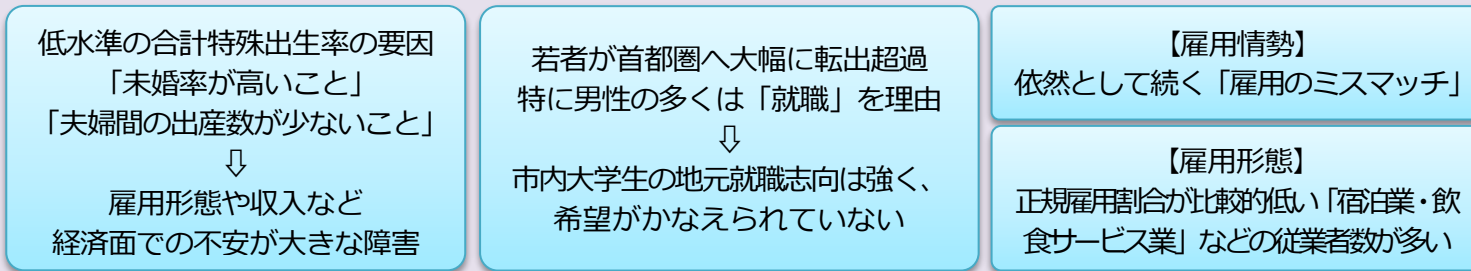 低水準の合計特殊出生率の要因
「未婚率が高いこと」
「夫婦間の出産数が少ないこと」
⇩
雇用形態や収入など
経済面での不安が大きな障害
若者が首都圏へ大幅に転出超過
特に男性の多くは「就職」を理由
⇩
市内大学生の地元就職志向は強く、
希望がかなえられていない
【雇用情勢】
依然として続く「雇用のミスマッチ」
【雇用形態】
正規雇用割合が比較的低い「宿泊業・飲
食サービス業」などの従業者数が多い